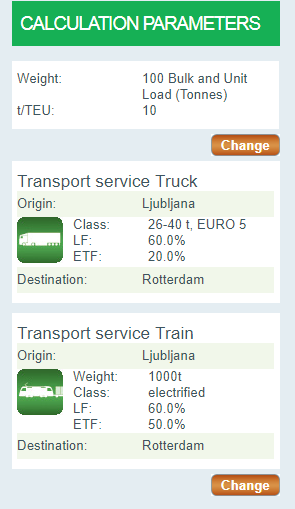 CALCULATION PARAMETERS
Weight: 100 Bulk and Unit
Load (Tonnes)
t/TEU: 10
Change
Transport service Truck
Origin: Ljubljana
Class: 26-40 t, EURO 5
LF: 60.0%
ETF: 20.0%
Destination: Rotterdam
Transport service Train
Origin: Ljubljana
Weight: 1000t
Class: electrified
LF: 60.0%
ETF: 50.0%
Destination: Rotterdam
Change